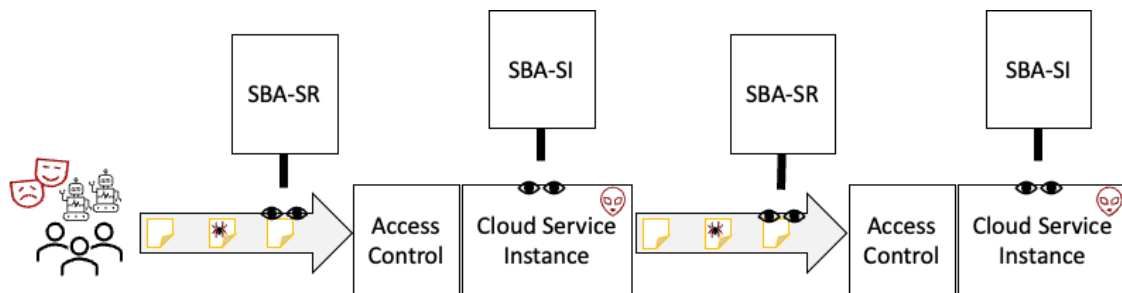 SBA-SR
SBA-SI
SBA-SR
SBA-SI
Access
Control
Cloud Service
Instance
Access
Control
Cloud Service
Instance